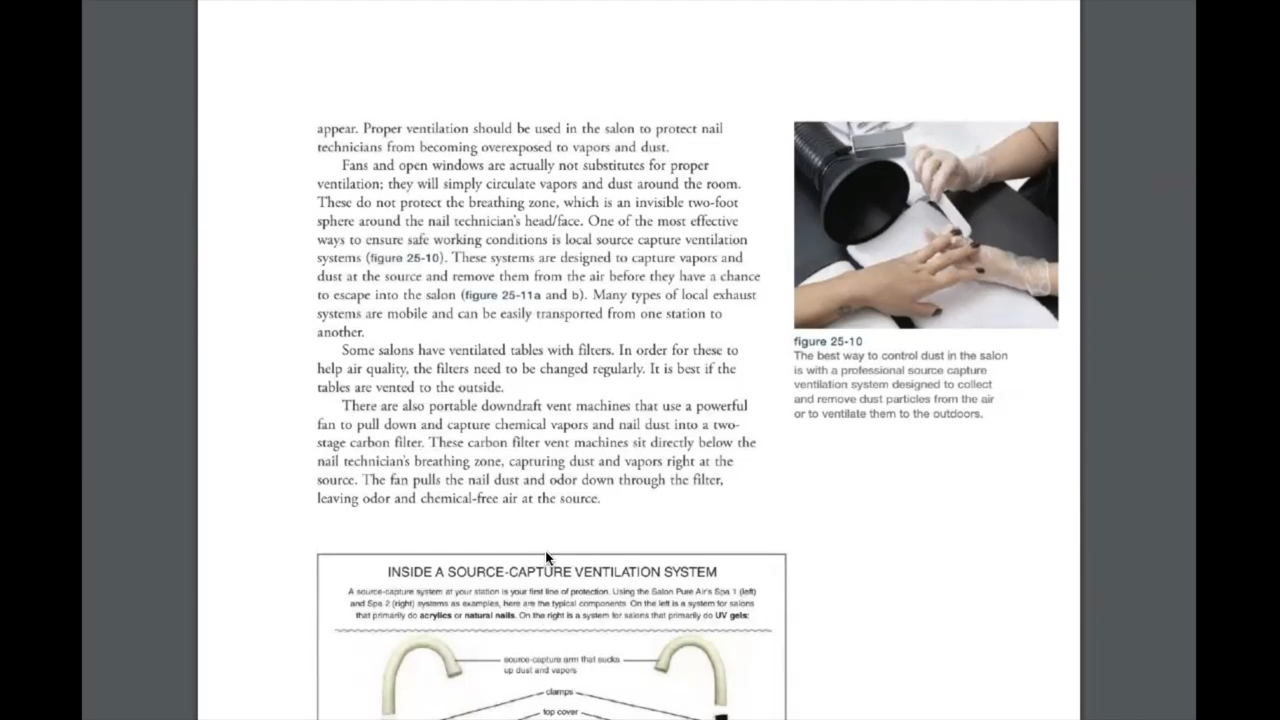 appear. Proper ventilation should be used in the salon to protect nail
technicians from becoming overexposed to vapors and dust.
Fans and open windows are actually not substitutes for proper
ventilation; they will simply circulate vapors and dust around the room.
These do not protect the breathing zone, which is an invisible two-foot
sphere around the nail technician's head/face. One of the most effective
ways to ensure safe working conditions is local source capture ventilation
systems (figure 25-10). These systems are designed to capture vapors and
dust at the source and remove them from the air before they have a chance
to escape into the salon (figure 25-11a and b). Many types of local exhaust
systems are mobile and can be easily transported from one station to
another.
Some salons have ventilated tables with filters. In order for these to
help air quality, the filters need to be changed regularly. It is best if the
tables are vented to the outside.
There are also portable downdraft vent machines that use a powerful
fan to pull down and capture chemical vapors and nail dust into a two-
stage carbon filter. These carbon filter vent machines sit directly below the
nail technician's breathing zone, capturing dust and vapors right at the
source. The fan pulls the nail dust and odor down through the filter,
leaving odor and chemical-free air at the source.
figure 25-10
The best way to control dust in the salon
is with a professional source capture
ventilation system designed to collect
and remove dust particles from the air
or to ventilate them to the outdoors.
INSIDE A SOURCE-CAPTURE VENTILATION SYSTEM
A source-capture system at your station is your first line of protection. Using the Salon Pure Air's Spa 1 (left)
and Spa 2 (right) systems as examples, here are the typical components. On the left is a system for salons
that primarily do acrylics or natural nails. On the right is a system for salons that primarily do UV gels:
source-capture arm that sucks
up dust and vapors
clamps
top cover